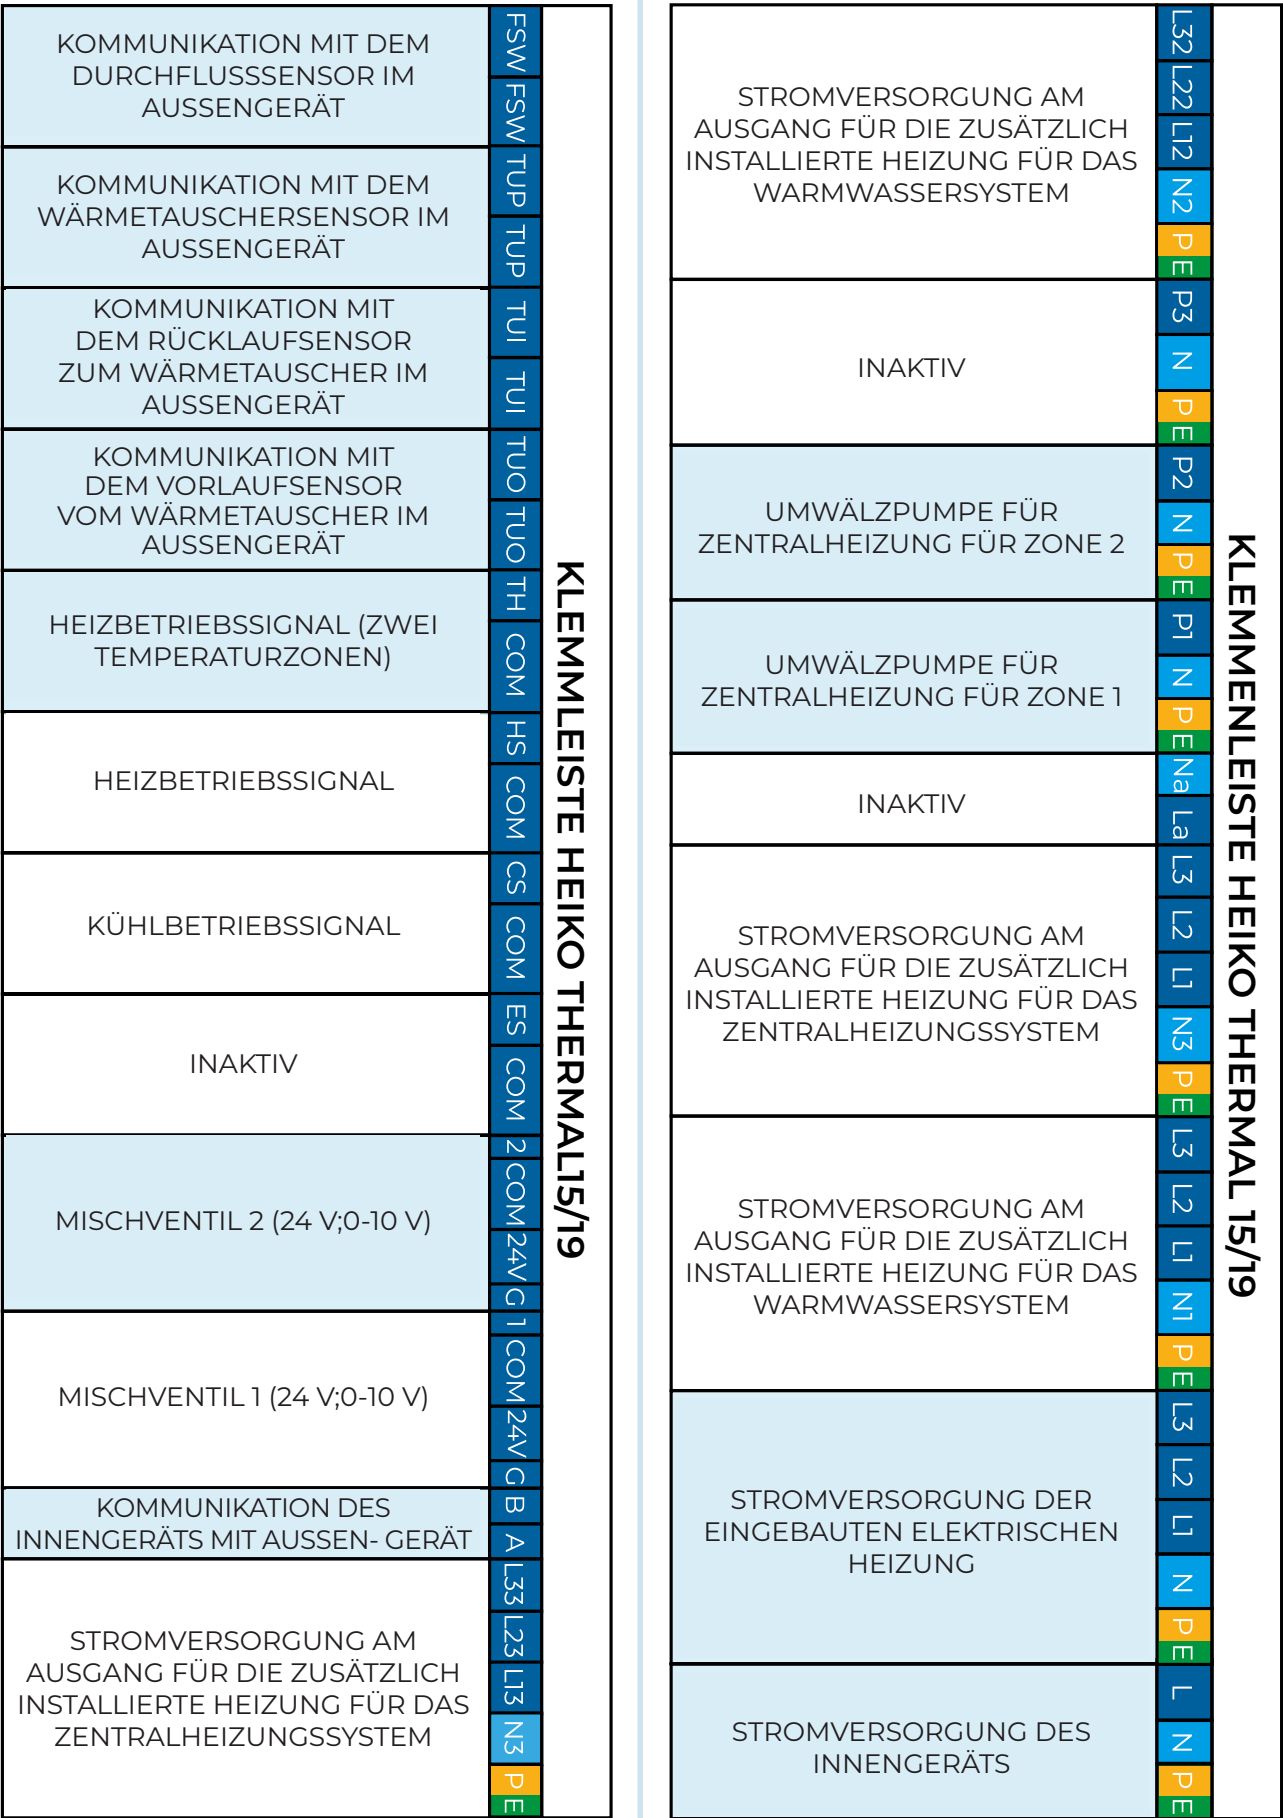 KOMMUNIKATION MIT DEM
DURCHFLUSSSENSOR IM
AUSSENGERÄT
FSW
FSW
KOMMUNIKATION MIT DEM
WÄRMETAUSCHERSENSOR IM
AUSSENGERÄT
TUP
TUP
KOMMUNIKATION MIT
DEM RÜCKLAUFSENSOR
ZUM WÄRMETAUSCHER IM
AUSSENGERÄT
TUI
TUI
KOMMUNIKATION MIT
DEM VORLAUFSENSOR
VOM WÄRMETAUSCHER IM
AUSSENGERÄT
TUO
TUO
HEIZBETRIEBSSIGNAL (ZWEI
TEMPERATURZONEN)
TH
COM
HEIZBETRIEBSSIGNAL
HS
COM
KÜHLBETRIEBSSIGNAL
CS
COM
INAKTIV
ES
COM
MISCHVENTIL 2 (24 V;0-10 V)
2
COM
24V
G
MISCHVENTIL 1 (24 V;0-10 V)
1
COM
24V
G
KOMMUNIKATION DES
INNENGERÄTS MIT AUSSEN- GERÄT
B
A
STROMVERSORGUNG AM
AUSGANG FÜR DIE ZUSÄTZLICH
INSTALLIERTE HEIZUNG FÜR DAS
ZENTRALHEIZUNGSSYSTEM
L33
L23
L13
N3
PE
KLEMMLEISTE HEIKO THERMAL15/19
STROMVERSORGUNG AM
AUSGANG FÜR DIE ZUSÄTZLICH
INSTALLIERTE HEIZUNG FÜR DAS
WARMWASSERSYSTEM
L32
L22
L12
N2
PE
INAKTIV
P3
N
PE
UMWÄLZPUMPE FÜR
ZENTRALHEIZUNG FÜR ZONE 2
P2
N
PE
UMWÄLZPUMPE FÜR
ZENTRALHEIZUNG FÜR ZONE 1
P1
N
PE
INAKTIV
Na
La
STROMVERSORGUNG AM
AUSGANG FÜR DIE ZUSÄTZLICH
INSTALLIERTE HEIZUNG FÜR DAS
ZENTRALHEIZUNGSSYSTEM
L3
L2
L1
N3
PE
STROMVERSORGUNG AM
AUSGANG FÜR DIE ZUSÄTZLICH
INSTALLIERTE HEIZUNG FÜR DAS
WARMWASSERSYSTEM
L3
L2
L1
N1
PE
STROMVERSORGUNG DER
EINGEBAUTEN ELEKTRISCHEN
HEIZUNG
L3
L2
L1
N
PE
STROMVERSORGUNG DES
INNENGERÄTS
L
N
PE
KLEMMENLEISTE HEIKO THERMAL 15/19